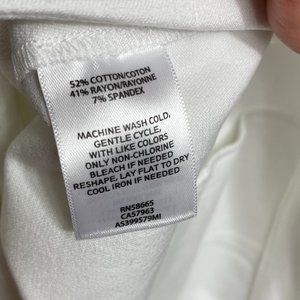 52% COTTON/COTON
41% RAYON/RAYONNE
7% SPANDEX
MACHINE WASH COLD,
GENTLE CYCLE,
WITH LIKE COLORS
ONLY NON-CHLORINE
BLEACH IF NEEDED
RESHAPE, LAY FLAT TO DRY
COOL IRON IF NEEDED
RN58665
CA57963
AS399579MI